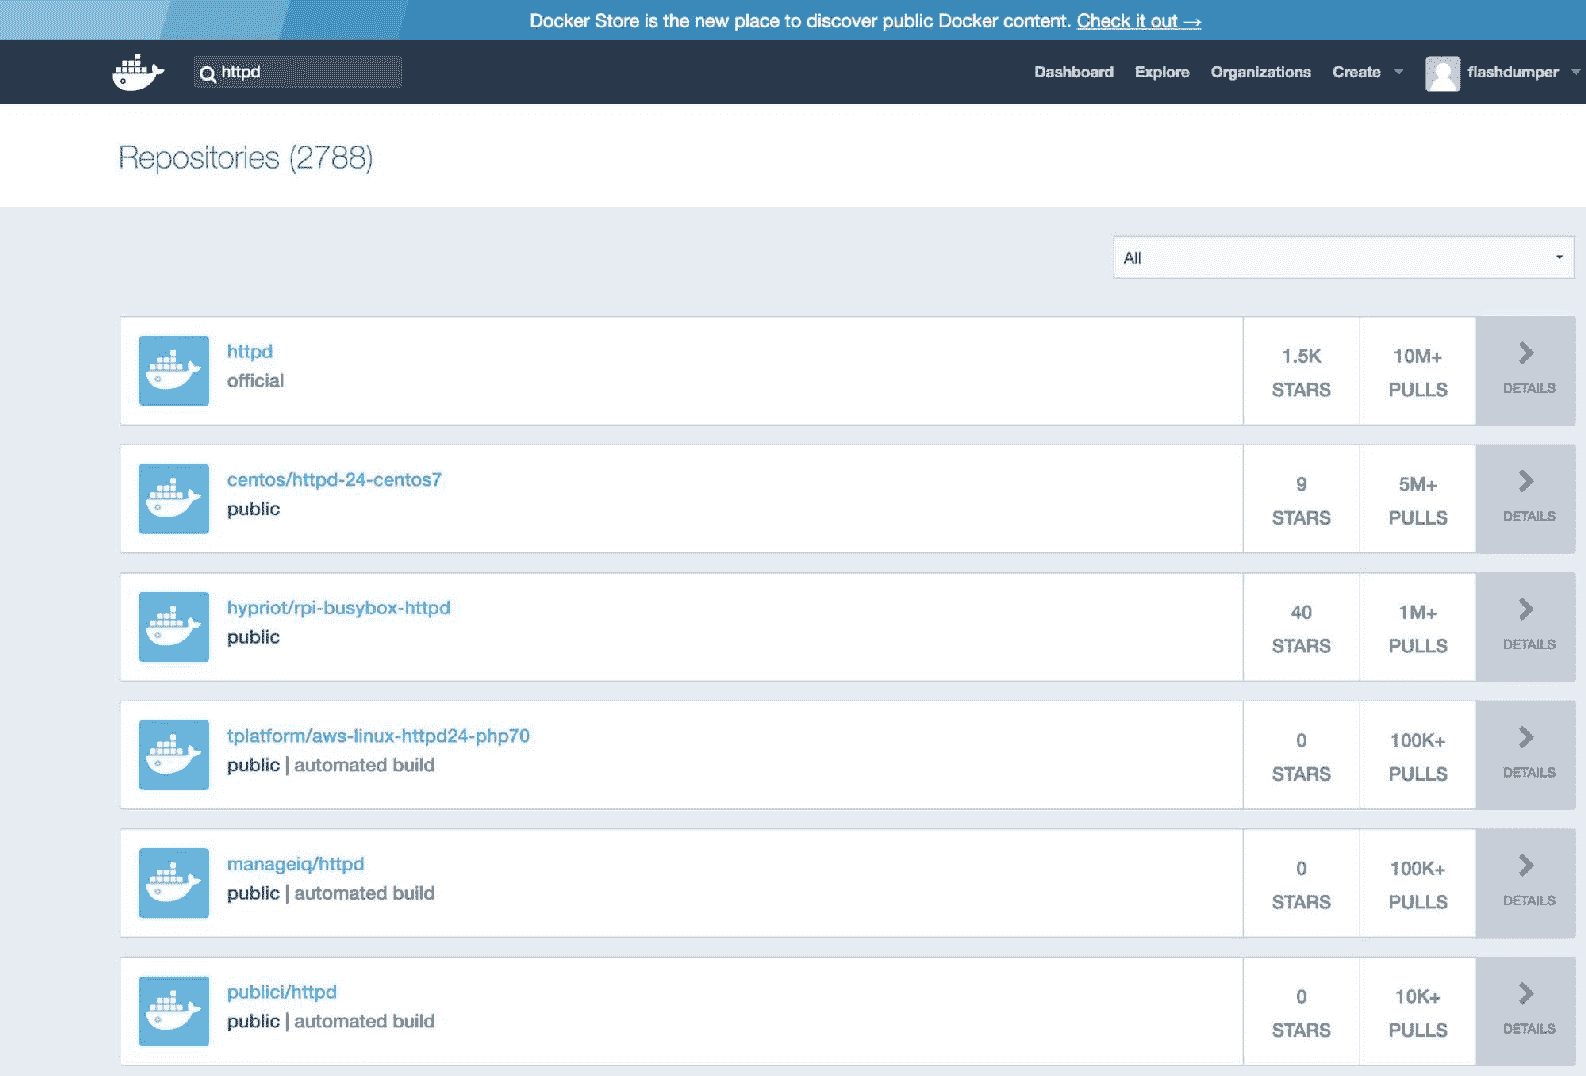 Docker Store is the new place to discover public Docker content. Check it out →
httpd
Dashboard Explore Organizations Create flashdumper
Repositories (2788)
All
httpd
official
1.5K
STARS
10M+
PULLS
DETAILS
centos/httpd-24-centos7
public
9
STARS
5M+
PULLS
DETAILS
hypriot/rpi-busybox-httpd
public
40
STARS
1M+
PULLS
DETAILS
tplatform/aws-linux-httpd24-php70
public | automated build
0
STARS
100K+
PULLS
DETAILS
manageiq/httpd
public | automated build
0
STARS
100K+
PULLS
DETAILS
publici/httpd
public | automated build
0
STARS
10K+
PULLS
DETAILS